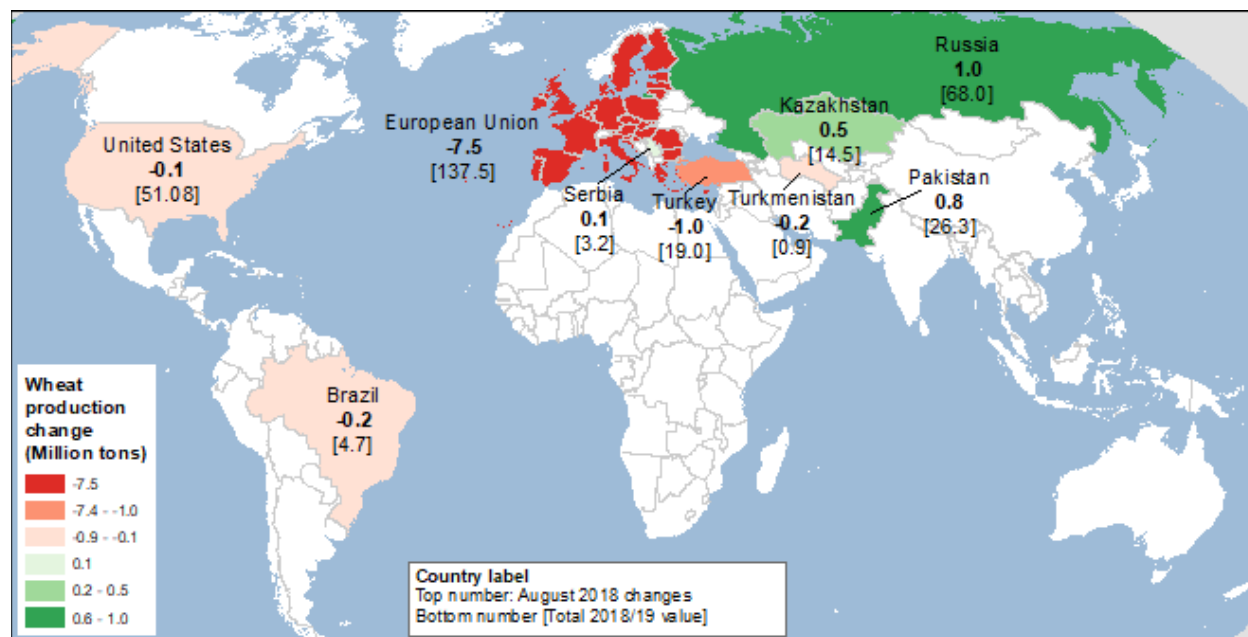 Russia
1.0
[68.0]
Kazakhstan
0.5
[14.5]
European Union
-7.5
[137.5]
United States
-0.1
[51.08]
Serbia
0.1
[3.2]
Turkey
-1.0
[19.0]
Turkmenistan
-0.2
[0.9]
Pakistan
0.8
[26.3]
Brazil
-0.2
[4.7]
Wheat
production
change
(Million tons)
-7.5
-7.4 - -1.0
-0.9 - -0.1
0.1
0.2 - 0.5
0.6 - 1.0
Country label
Top number: August 2018 changes
Bottom number [Total 2018/19 value]